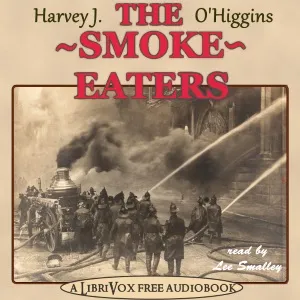 Harvey J. THE O'Higgins
~SMOKE~
EATERS
read by
Lee Smalley
A LIBRIVOX FREE AUDIOBOOK